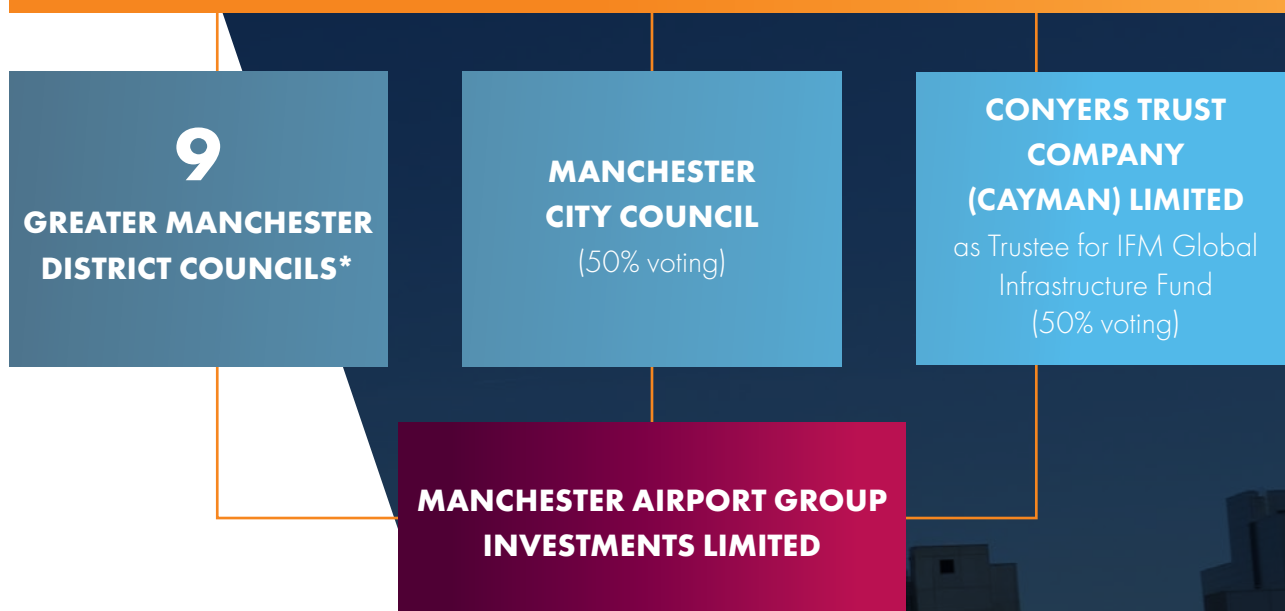 9
GREATER MANCHESTER
DISTRICT COUNCILS*
MANCHESTER
CITY COUNCIL
(50% voting)
CONYERS TRUST
COMPANY
(CAYMAN) LIMITED
as Trustee for IFM Global
Infrastructure Fund
(50% voting)
MANCHESTER AIRPORT GROUP
INVESTMENTS LIMITED